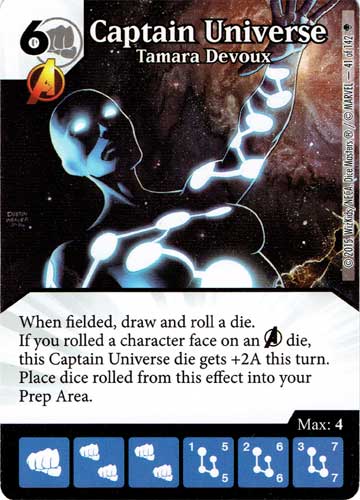 6
Captain Universe
Tamara Devoux
©2015 WizKids/NECA, Dice Masters ® / © MARVEL — 41 of 142
When fielded, draw and roll a die.
If you rolled a character face on an die,
this Captain Universe die gets +2A this turn.
Place dice rolled from this effect into your
Prep Area.
Max: 4
1 5 5 2 6 6 3 7 7